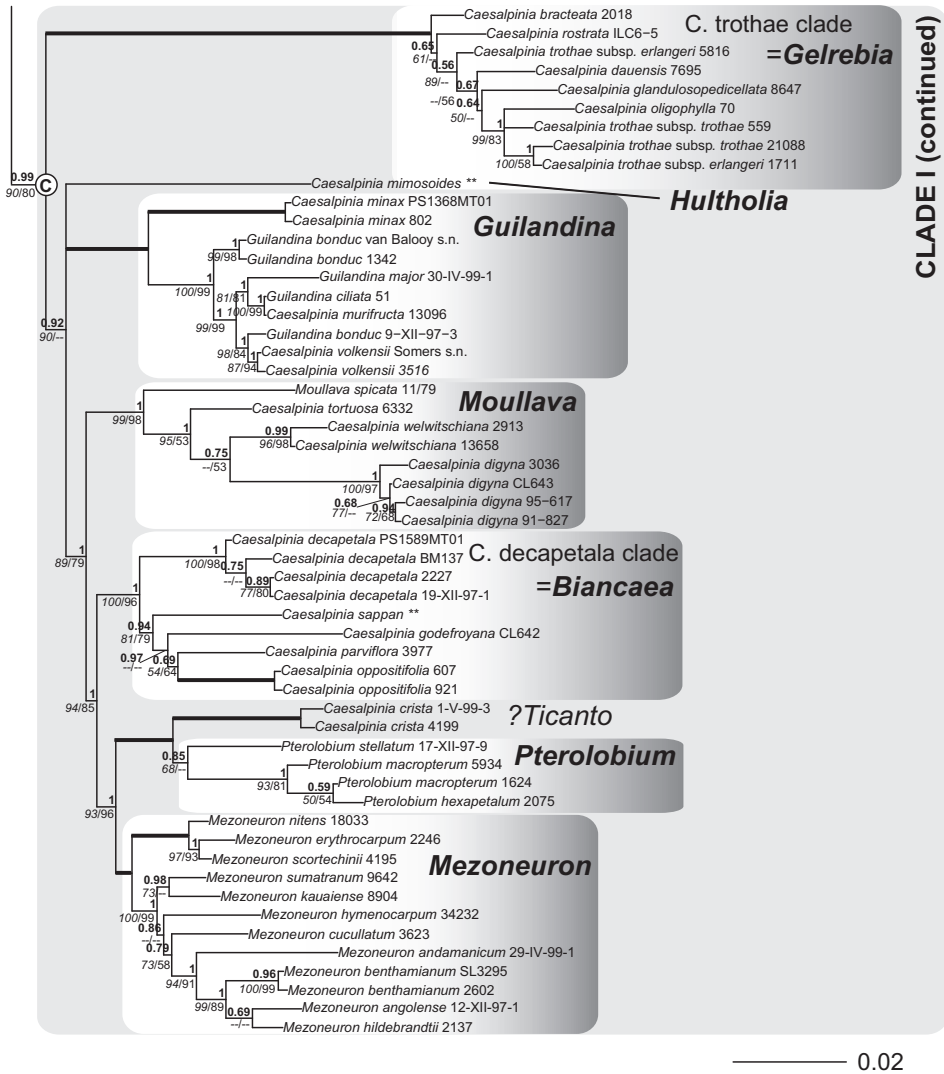 Caesalpinia bracteata 2018
C. trothae clade
Caesalpinia rostrata ILC6−5
0.65
61/--
Caesalpinia trothae subsp. erlangeri 5816
=Gelrebia
0.56
89/--
Caesalpinia dauensis 7695
0.67
--/56
Caesalpinia glandulosopedicellata 8647
0.64
50/--
Caesalpinia oligophylla 70
1
99/83
Caesalpinia trothae subsp. trothae 559
Caesalpinia trothae subsp. trothae 21088
1
100/58
Caesalpinia trothae subsp. erlangeri 1711
CLADE I (continued)
0.99
90/80
C
Caesalpinia mimosoides **
Hultholia
Caesalpinia minax PS1368MT01
Caesalpinia minax 802
Guilandina
Guilandina bonduc van Balooy s.n.
1
99/98
Guilandina bonduc 1342
1
100/99
Guilandina major 30-IV-99-1
1
81/81
Guilandina ciliata 51
1
100/99
Caesalpinia murifructa 13096
1
99/99
Guilandina bonduc 9−XII−97−3
1
98/84
Caesalpinia volkensii Somers s.n.
1
87/94
Caesalpinia volkensii 3516
0.92
90/--
Moullava spicata 11/79
Moullava
1
99/98
Caesalpinia tortuosa 6332
1
95/53
Caesalpinia welwitschiana 2913
0.99
96/98
Caesalpinia welwitschiana 13658
0.75
--/53
Caesalpinia digyna 3036
1
100/97
Caesalpinia digyna CL643
0.68
77/--
Caesalpinia digyna 95−617
0.94
72/68
Caesalpinia digyna 91−827
1
89/79
Caesalpinia decapetala PS1589MT01
C. decapetala clade
1
100/98
Caesalpinia decapetala BM137
0.75
--/--
Caesalpinia decapetala 2227
=Biancaea
0.89
77/80
Caesalpinia decapetala 19-XII-97-1
1
100/96
Caesalpinia sappan **
0.94
81/79
Caesalpinia godefroyana CL642
0.97
--/--
Caesalpinia parviflora 3977
0.69
54/64
Caesalpinia oppositifolia 607
Caesalpinia oppositifolia 921
1
94/85
Caesalpinia crista 1-V-99-3
?Ticanto
Caesalpinia crista 4199
Pterolobium stellatum 17-XII-97-9
Pterolobium
0.85
68/--
Pterolobium macropterum 5934
1
93/81
Pterolobium macropterum 1624
0.59
50/54
Pterolobium hexapetalum 2075
1
93/96
Mezoneuron nitens 18033
Mezoneuron erythrocarpum 2246
1
97/93
Mezoneuron scortechinii 4195
Mezoneuron
Mezoneuron sumatranum 9642
0.98
73/--
Mezoneuron kauaiense 8904
1
100/99
Mezoneuron hymenocarpum 34232
0.86
--/--
Mezoneuron cucullatum 3623
0.79
73/58
Mezoneuron andamanicum 29-IV-99-1
1
94/91
Mezoneuron benthamianum SL3295
0.96
100/99
Mezoneuron benthamianum 2602
1
99/89
Mezoneuron angolense 12-XII-97-1
0.69
--/--
Mezoneuron hildebrandtii 2137
0.02